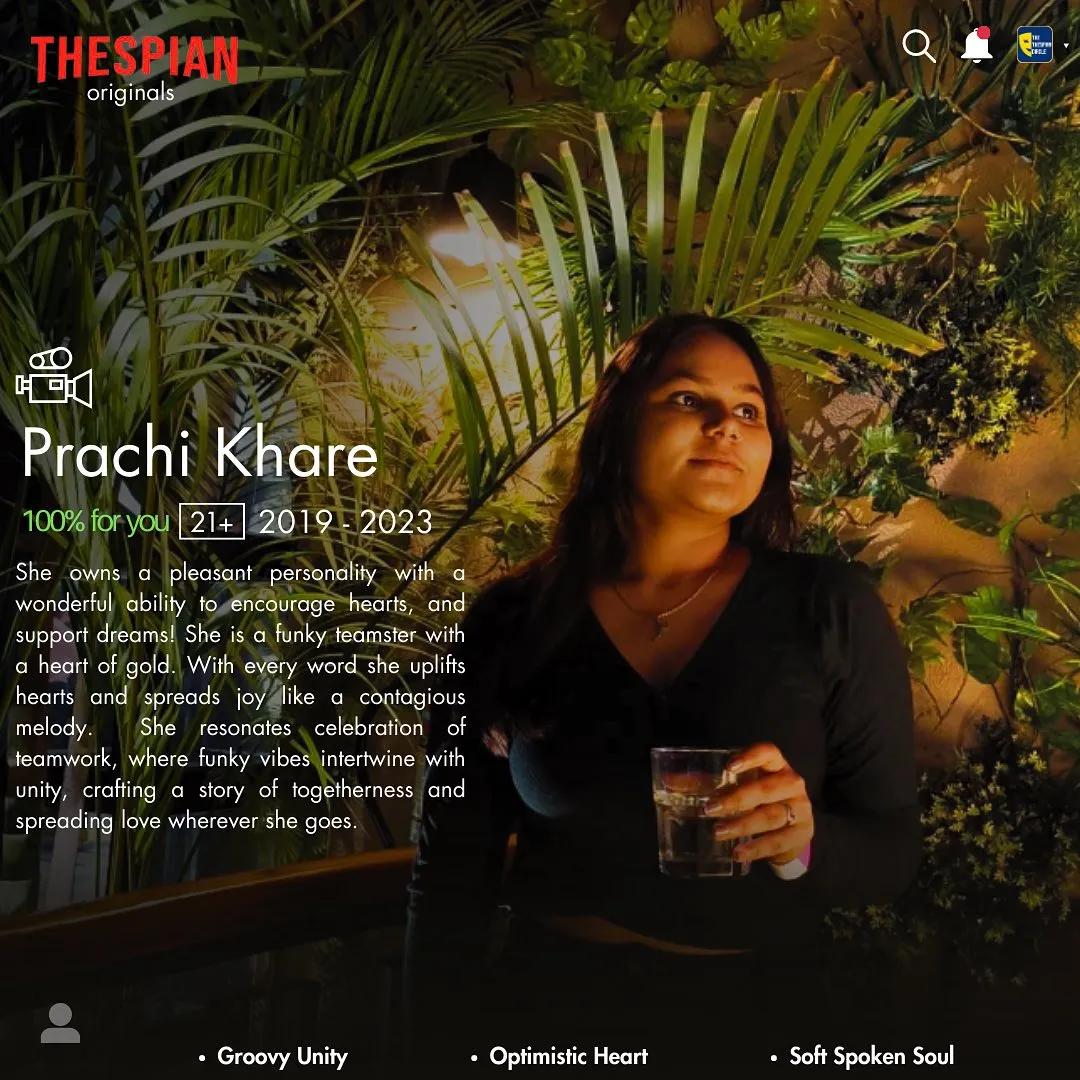 THESPIAN
originals
THE
THESPIAN
CIRCLE
Prachi Khare
100% for you 21+ 2019 - 2023
She owns a pleasant personality with a
wonderful ability to encourage hearts, and
support dreams! She is a funky teamster with
a heart of gold. With every word she uplifts
hearts and spreads joy like a contagious
melody. She resonates celebration of
teamwork, where funky vibes intertwine with
unity, crafting a story of togetherness and
spreading love wherever she goes.
• Groovy Unity • Optimistic Heart • Soft Spoken Soul